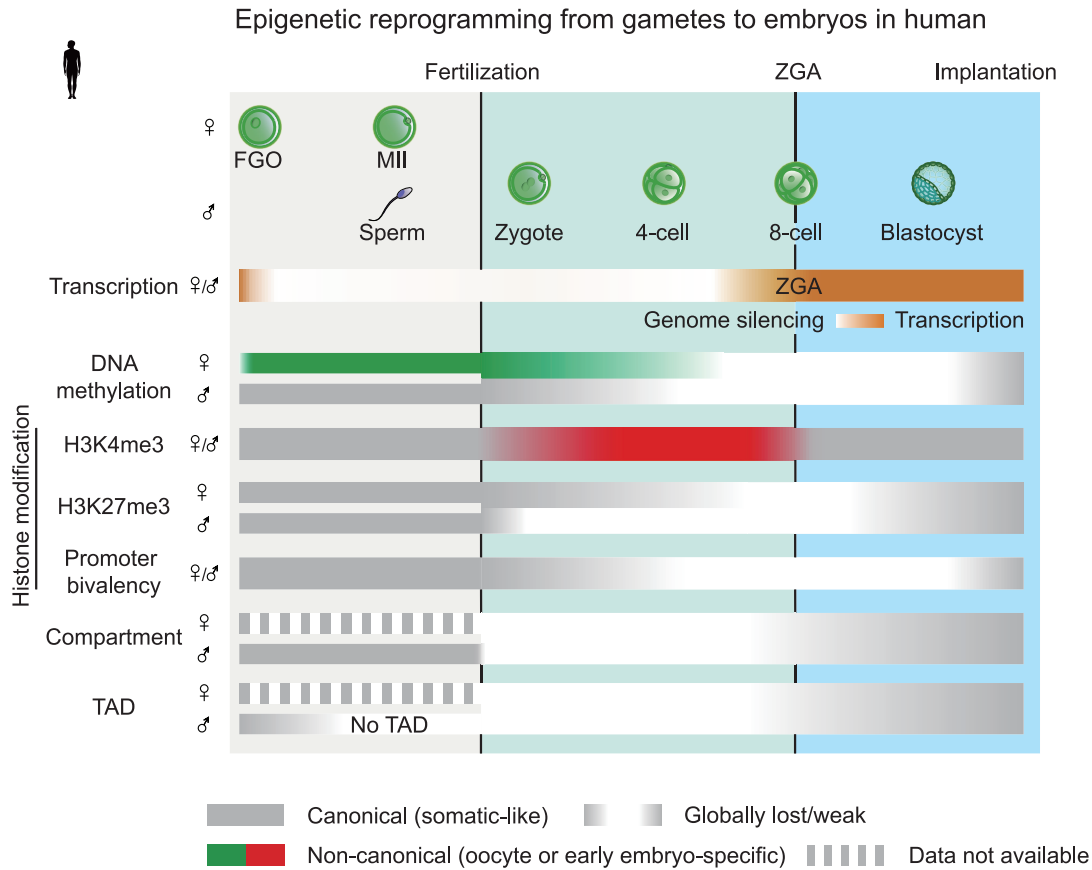 Epigenetic reprogramming from gametes to embryos in human
Fertilization
ZGA
Implantation
♀
FGO
MII
♂
Sperm
Zygote
4-cell
8-cell
Blastocyst
Transcription
♀/♂
ZGA
Genome silencing
Transcription
DNA
methylation
♀
♂
Histone modification
H3K4me3
♀/♂
H3K27me3
♀
♂
Promoter
bivalency
♀/♂
Compartment
♀
♂
TAD
♀
♂
No TAD
Canonical (somatic-like)
Globally lost/weak
Non-canonical (oocyte or early embryo-specific)
Data not available